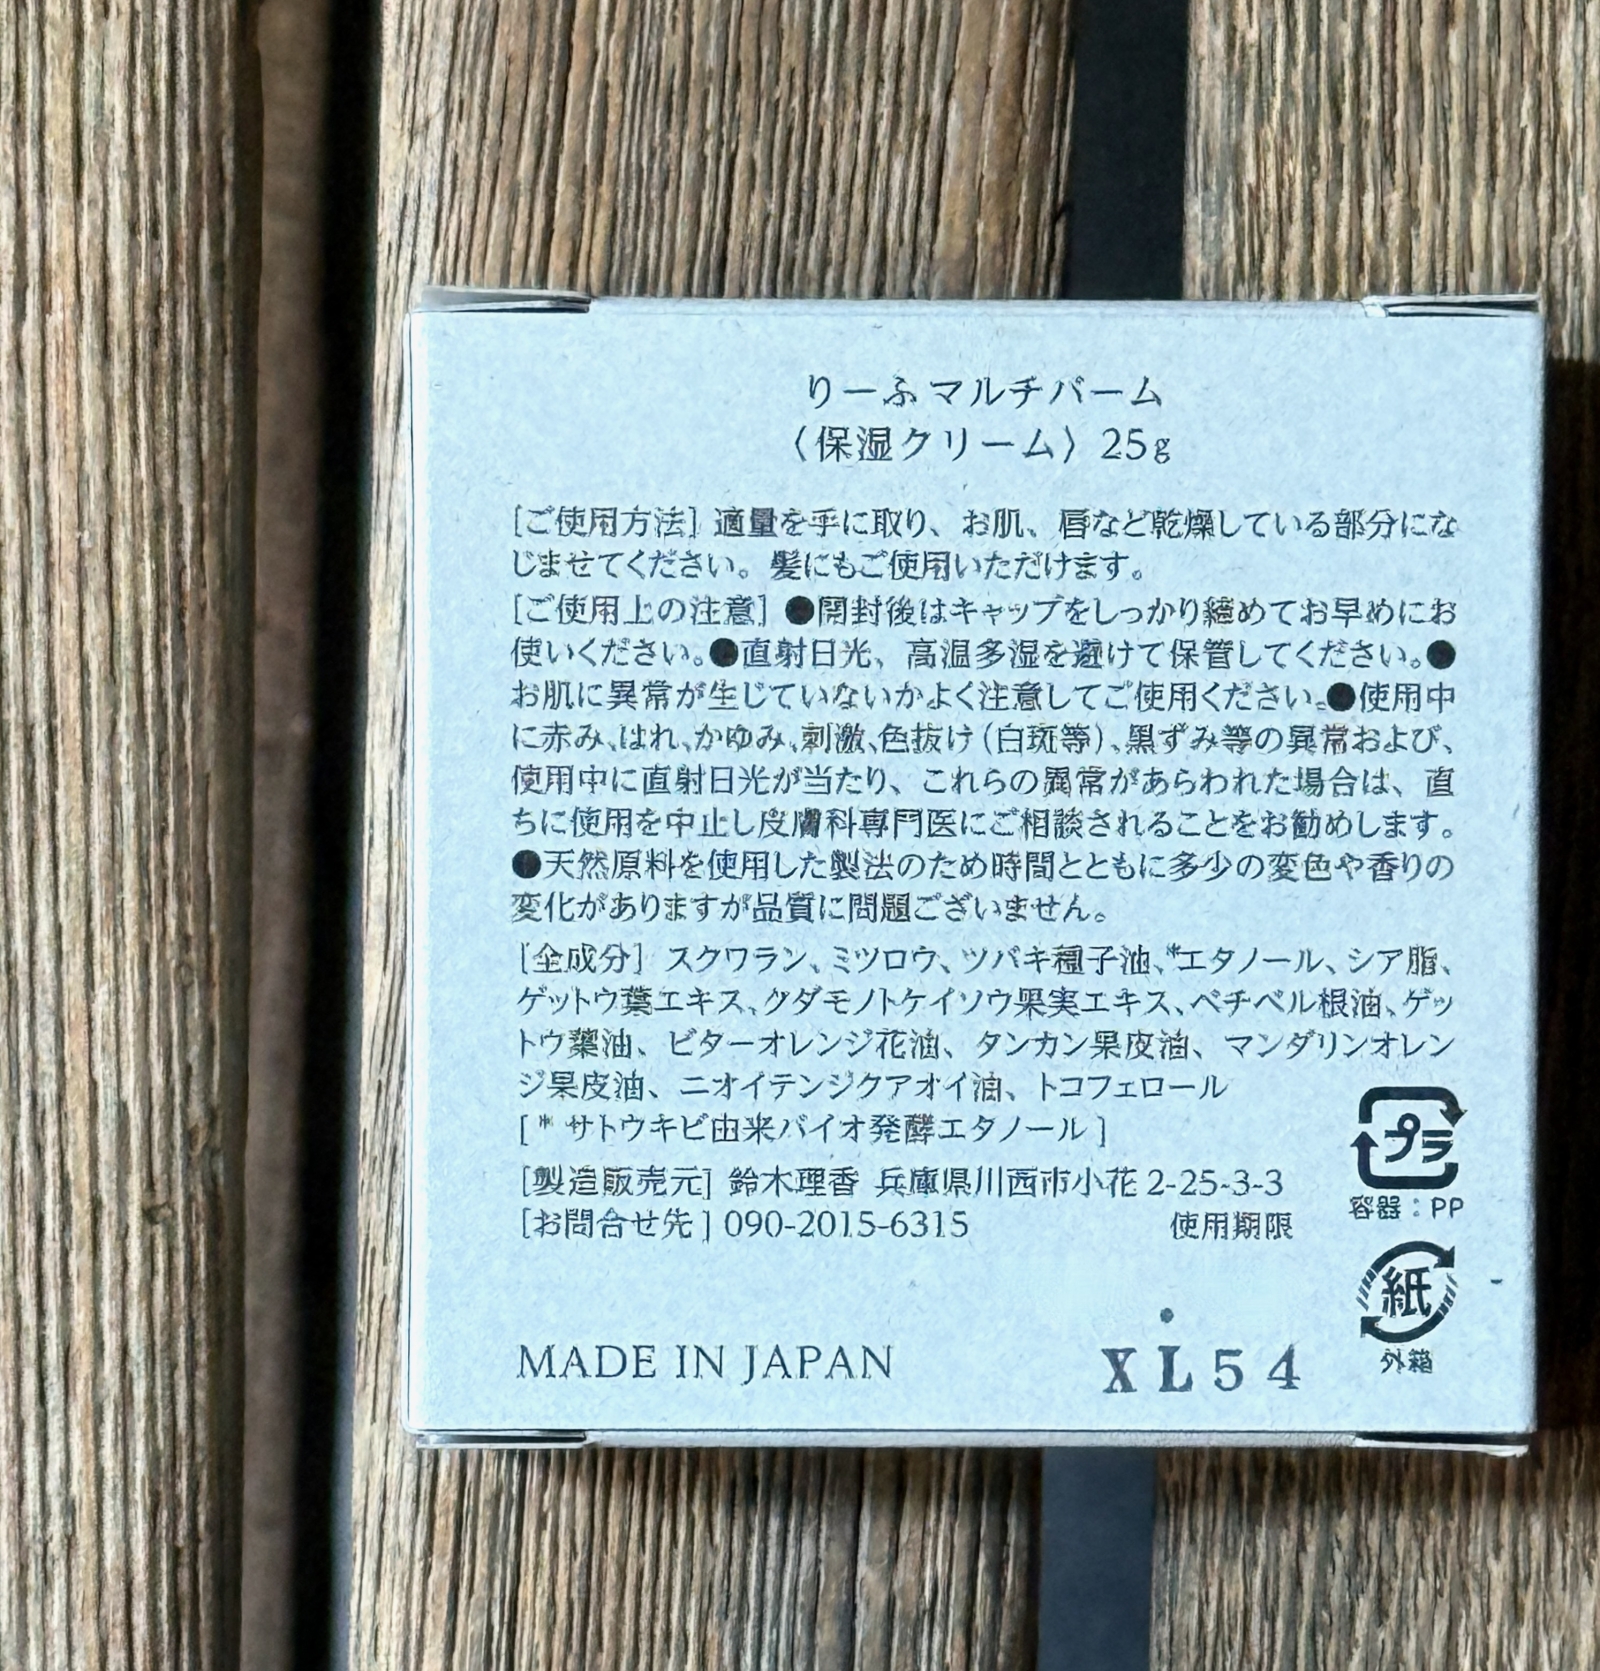 りーふマルチバーム
〈保湿クリーム〉25g
[ご使用方法] 適量を手に取り、お肌、唇など乾燥している部分にな
じませてください。髪にもご使用いただけます。
[ご使用上の注意] ●開封後はキャップをしっかり纏めてお早めにお
使いください。●直射日光、高温多湿を避けて保管してください。●
お肌に異常が生じていないかよく注意してご使用ください。●使用中
に赤み、はれ、かゆみ、刺激、色抜け(白斑等)、黒ずみ等の異常および、
使用中に直射日光が当たり、これらの異常があらわれた場合は、直
ちに使用を中止し皮膚科専門医にご相談されることをお勧めします。
●天然原料を使用した製法のため時間とともに多少の変色や香りの
変化がありますが品質に問題ございません。
[全成分] スクワラン、ミツロウ、ツバキ種子油、*エタノール、シア脂、
ゲットウ葉エキス、クダモノトケイソウ果実エキス、ベチベル根油、ゲッ
トウ葉油、ビターオレンジ花油、タンカン果皮油、マンダリンオレン
ジ果皮油、ニオイテンジクアオイ油、トコフェロール
[ * サトウキビ由来バイオ発酵エタノール ]
[製造販売元] 鈴木理香 兵庫県川西市小花 2-25-3-3
[お問合せ先 ] 090-2015-6315
使用期限
プラ
容器：PP
紙
外箱
MADE IN JAPAN
XL54